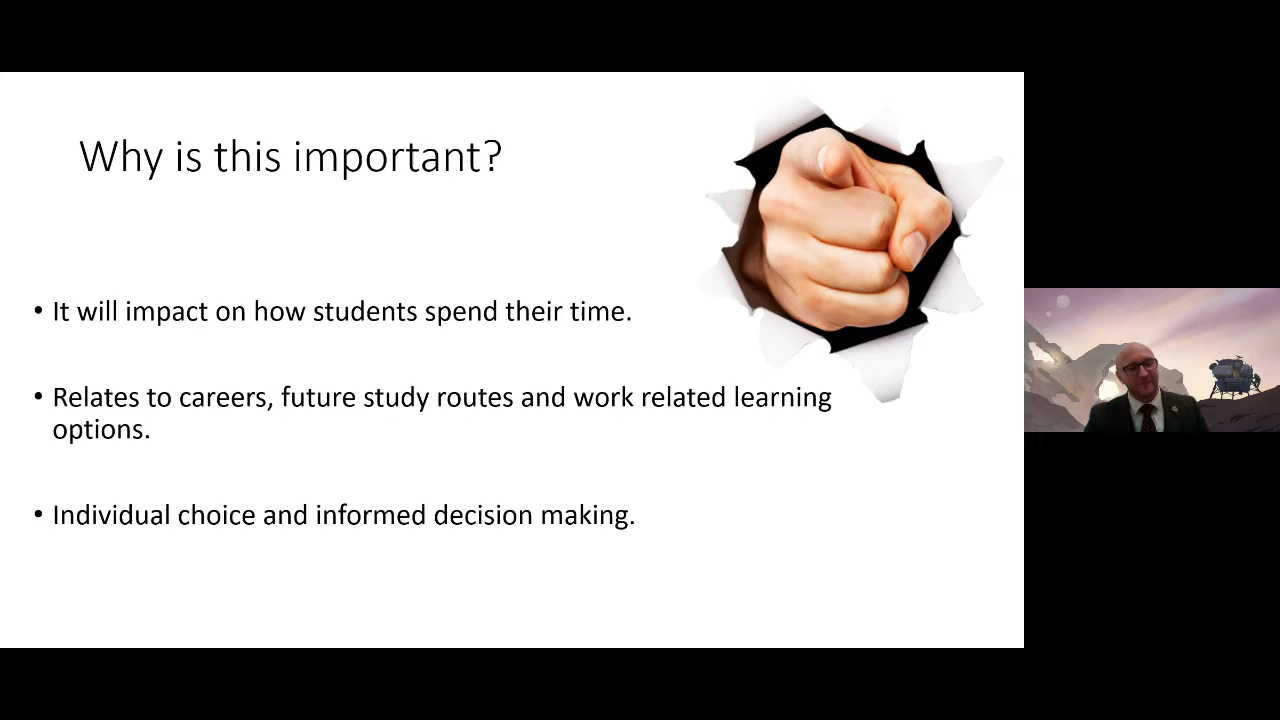 Why is this important?
• It will impact on how students spend their time.
• Relates to careers, future study routes and work related learning
options.
• Individual choice and informed decision making.